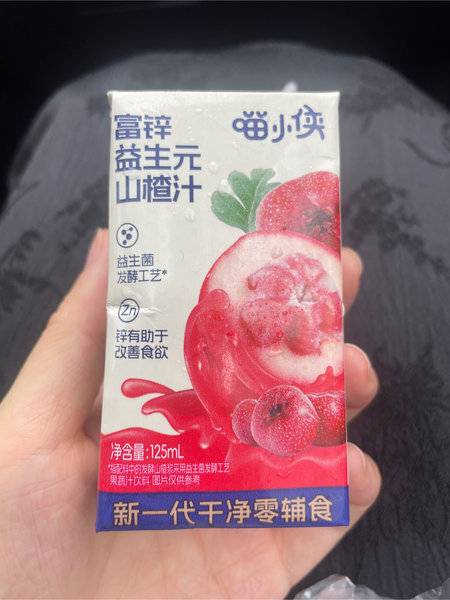 喵小侠
富锌
益生元
山楂汁
益生菌
发酵工艺*
Zn
锌有助于
改善食欲
净含量:125mL
*指配料中的发酵山楂浆采用益生菌发酵工艺
果蔬汁饮料 图片仅供参考
新一代干净零辅食